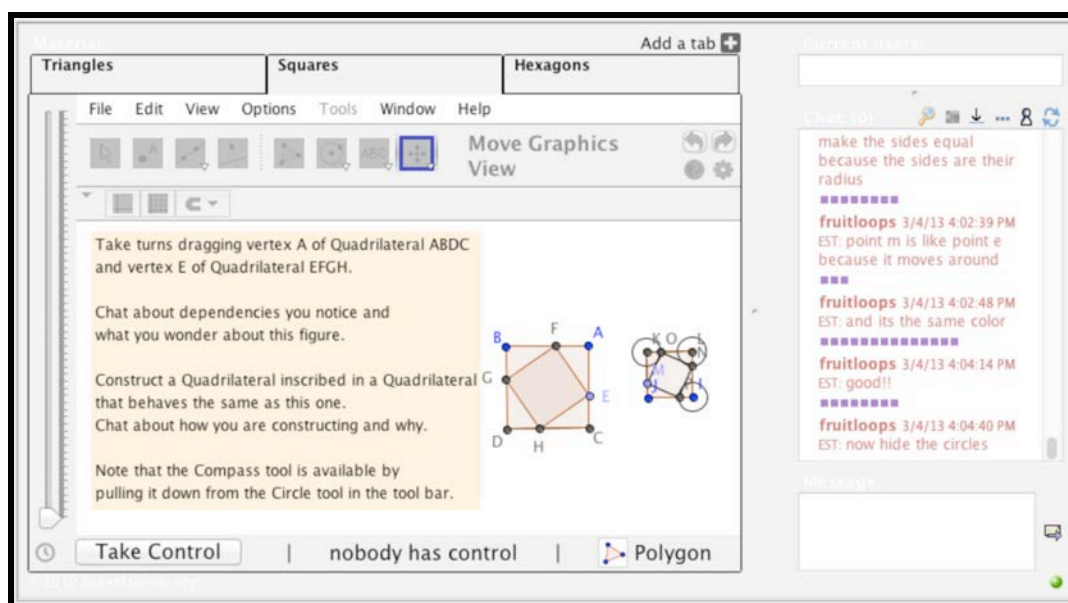 Material:
Add a tab
Current users:
Triangles
Squares
Hexagons
File Edit View Options Tools Window Help
ABC
Move Graphics
View
Take turns dragging vertex A of Quadrilateral ABDC
and vertex E of Quadrilateral EFGH.
Chat about dependencies you notice and
what you wonder about this figure.
Construct a Quadrilateral inscribed in a Quadrilateral
that behaves the same as this one.
Chat about how you are constructing and why.
Note that the Compass tool is available by
pulling it down from the Circle tool in the tool bar.
B F A
G E
D H C
K O L
N
M
J I
Take Control | nobody has control | Polygon
Chat (0)
make the sides equal
because the sides are their
radius
fruitloops 3/4/13 4:02:39 PM
EST: point m is like point e
because it moves around
fruitloops 3/4/13 4:02:48 PM
EST: and its the same color
fruitloops 3/4/13 4:04:14 PM
EST: good!!
fruitloops 3/4/13 4:04:40 PM
EST: now hide the circles
Message: